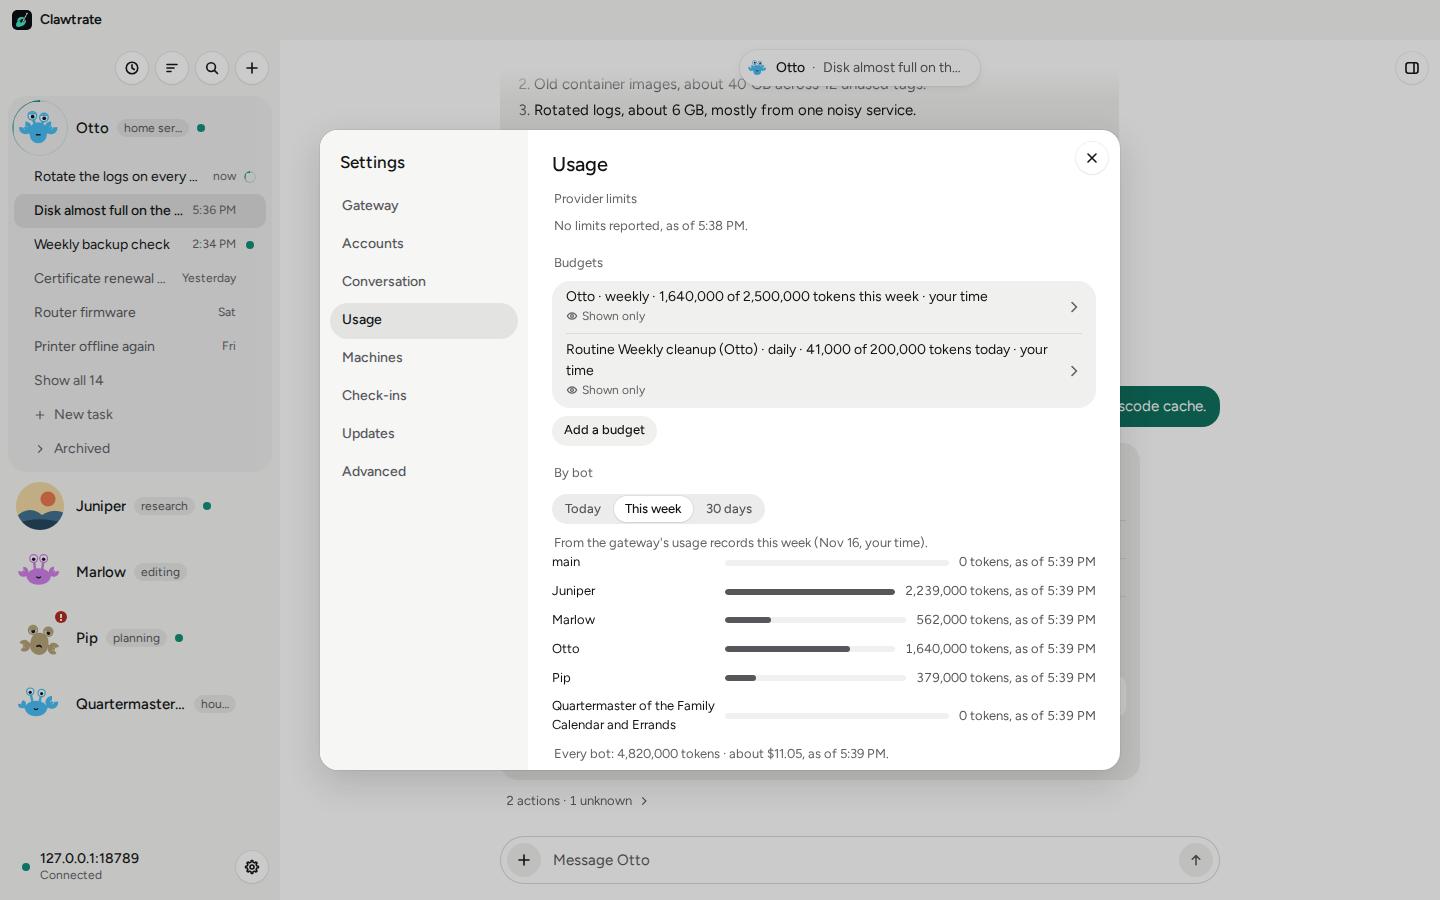 Clawtrate
Otto
home ser...
Rotate the logs on every ...
now
Disk almost full on the ...
5:36 PM
Weekly backup check
2:34 PM
Certificate renewal ...
Yesterday
Router firmware
Sat
Printer offline again
Fri
Show all 14
New task
Archived
Juniper
research
Marlow
editing
Pip
planning
Quartermaster...
hou...
127.0.0.1:18789
Connected
Otto · Disk almost full on th...
2. Old container images, about 40 GB across 12 unused tags.
3. Rotated logs, about 6 GB, mostly from one noisy service.
Settings
Gateway
Accounts
Conversation
Usage
Machines
Check-ins
Updates
Advanced
Usage
Provider limits
No limits reported, as of 5:38 PM.
Budgets
Otto · weekly · 1,640,000 of 2,500,000 tokens this week · your time
Shown only
Routine Weekly cleanup (Otto) · daily · 41,000 of 200,000 tokens today · your
time
Shown only
Add a budget
By bot
Today
This week
30 days
From the gateway's usage records this week (Nov 16, your time).
main
0 tokens, as of 5:39 PM
Juniper
2,239,000 tokens, as of 5:39 PM
Marlow
562,000 tokens, as of 5:39 PM
Otto
1,640,000 tokens, as of 5:39 PM
Pip
379,000 tokens, as of 5:39 PM
Quartermaster of the Family
Calendar and Errands
0 tokens, as of 5:39 PM
Every bot: 4,820,000 tokens · about $11.05, as of 5:39 PM.
scode cache.
2 actions · 1 unknown
Message Otto